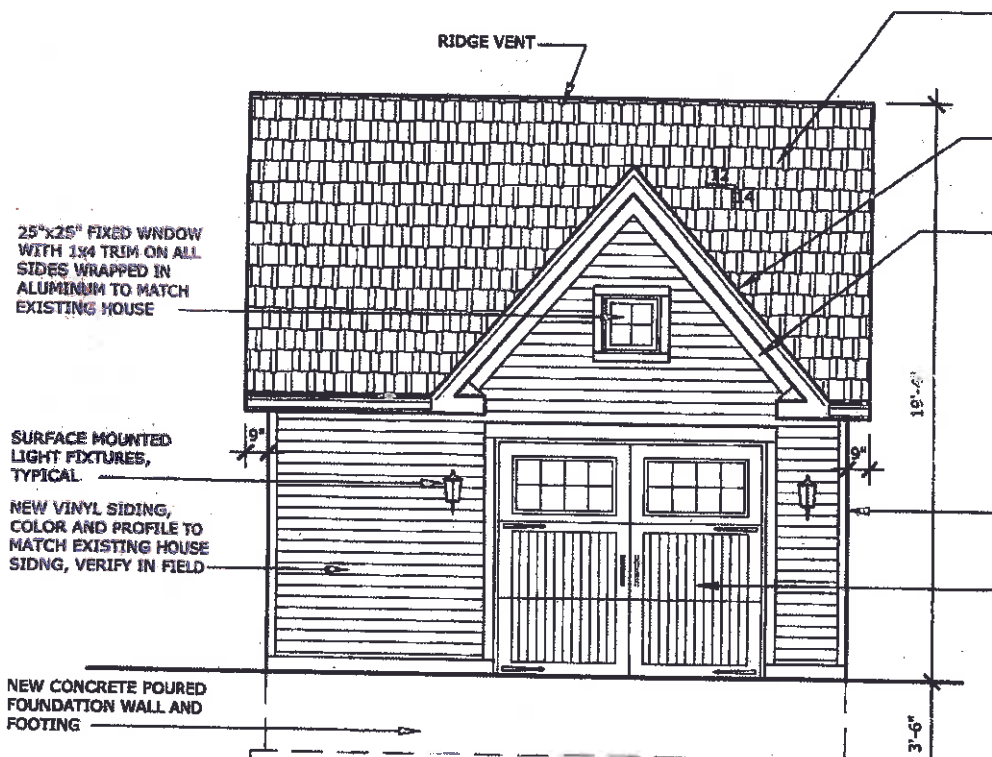 RIDGE VENT
12
14
25"x25" FIXED WNDOW
WITH 1x4 TRIM ON ALL
SIDES WRAPPED IN
ALUMINUM TO MATCH
EXISTING HOUSE
19'-4"
9"
9"
SURFACE MOUNTED
LIGHT FIXTURES,
TYPICAL
NEW VINYL SIDING,
COLOR AND PROFILE TO
MATCH EXISTING HOUSE
SIDNG, VERIFY IN FIELD
NEW CONCRETE POURED
FOUNDATION WALL AND
FOOTING
3'-6"